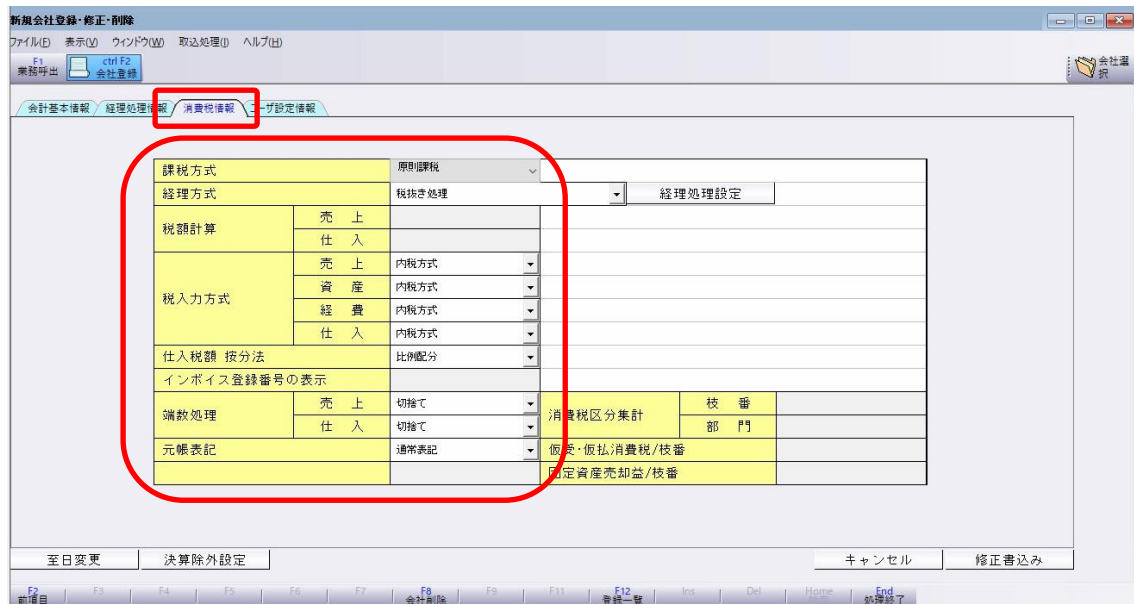 新規会社登録・修正・削除
ファイル(F) 表示(V) ウインドウ(W) 取込処理(I) ヘルプ(H)
F1 業務呼出 ctrl F2 会社登録 会社選択
会計基本情報 経理処理情報 消費税情報 ユーザ設定情報
課税方式 原則課税
経理方式 税抜き処理 経理処理設定
税額計算 売上
仕入
税入力方式 売上 内税方式
資産 内税方式
経費 内税方式
仕入 内税方式
仕入税額 按分法 比例配分
インボイス登録番号の表示
端数処理 売上 切捨て 消費税区分集計 枝番
仕入 切捨て 部門
元帳表記 通常表記 仮受・仮払消費税/枝番
固定資産売却益/枝番
至日変更 決算除外設定 キャンセル 修正書込み
F2 前項目 F3 F4 F5 F6 F7 F8 会社削除 F9 F11 F12 登録一覧 Ins Del Home End 処理終了